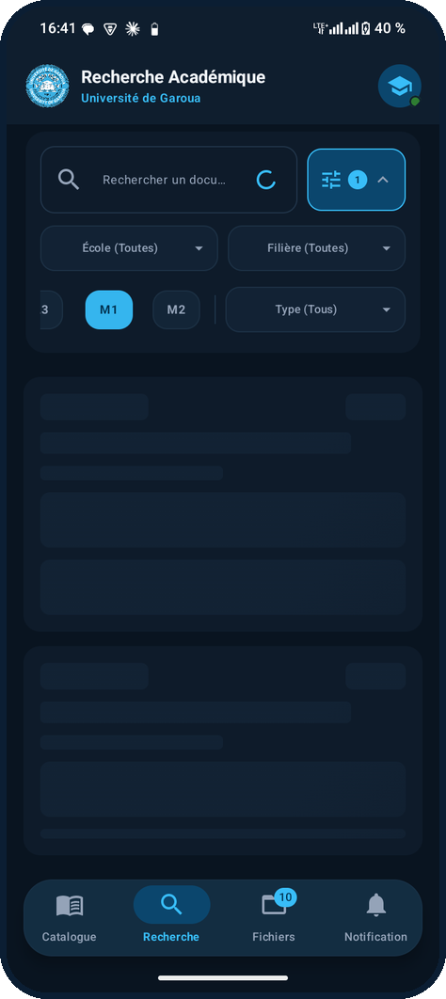 16:41 LTE+ 40 %
Recherche Académique
Université de Garoua
Rechercher un docu…
1
École (Toutes)
Filière (Toutes)
3 M1 M2 Type (Tous)
10
Catalogue Recherche Fichiers Notification